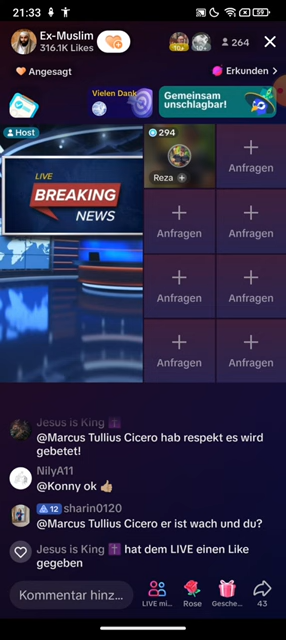 21:33
59
Ex-Muslim
316.1K Likes
10+
10+
264
Angesagt
Erkunden >
Vielen Dank
Gemeinsam
unschlagbar!
Host
LIVE
BREAKING
NEWS
294
Reza +
Anfragen
Anfragen
Anfragen
Anfragen
Anfragen
Anfragen
Anfragen
Jesus is King ✝️
@Marcus Tullius Cicero hab respekt es wird
gebetet!
NilyA11
@Konny ok 👍🏼
12 sharin0120
@Marcus Tullius Cicero er ist wach und du?
Jesus is King ✝️ hat dem LIVE einen Like
gegeben
Kommentar hinz...
LIVE mi...
Rose
Gesche...
43